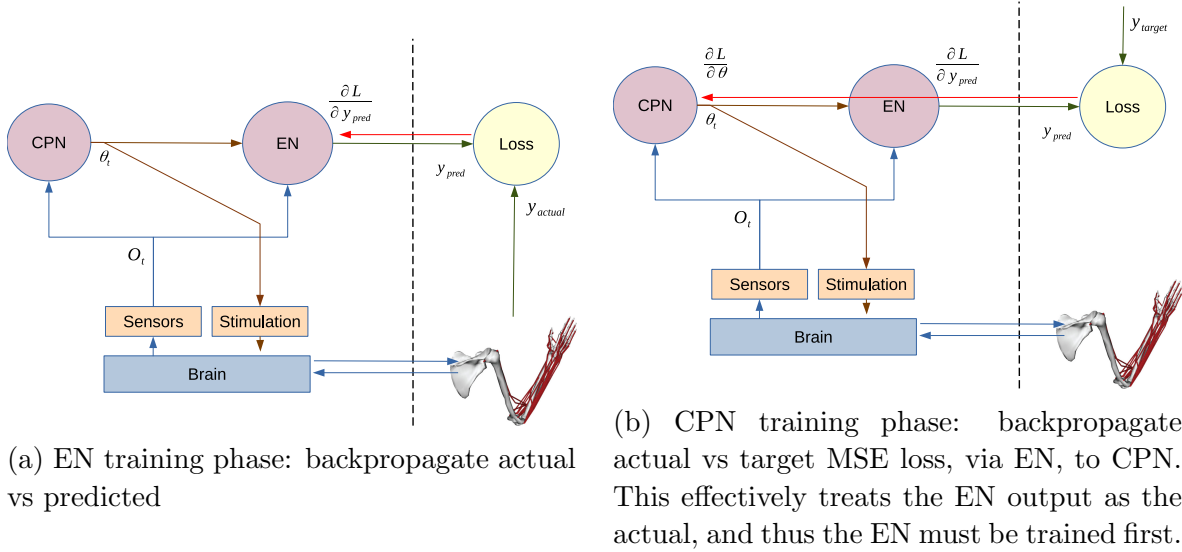 CPN
EN
Loss
∂ L
∂ y_pred
θ_t
y_pred
y_actual
O_t
Sensors
Stimulation
Brain
(a) EN training phase: backpropagate actual
vs predicted
y_target
∂ L
∂ θ
∂ L
∂ y_pred
CPN
EN
Loss
θ_t
y_pred
O_t
Sensors
Stimulation
Brain
(b) CPN training phase: backpropagate
actual vs target MSE loss, via EN, to CPN.
This effectively treats the EN output as the
actual, and thus the EN must be trained first.